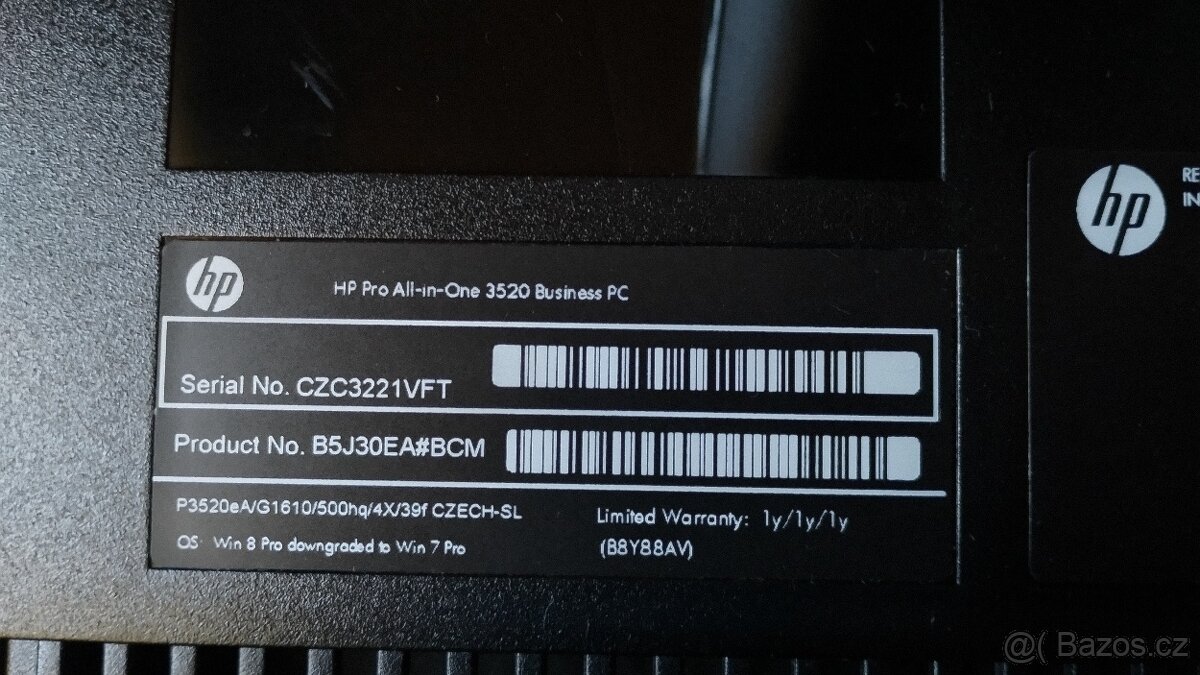 hp
HP Pro All-in-One 3520 Business PC
Serial No. CZC3221VFT
Product No. B5J30EA#BCM
P3520eA/G1610/500hq/4X/39f CZECH-SL
Limited Warranty: 1y/1y/1y
OS: Win 8 Pro downgraded to Win 7 Pro
(B8Y88AV)
hp
RE
IN
@( Bazos.cz